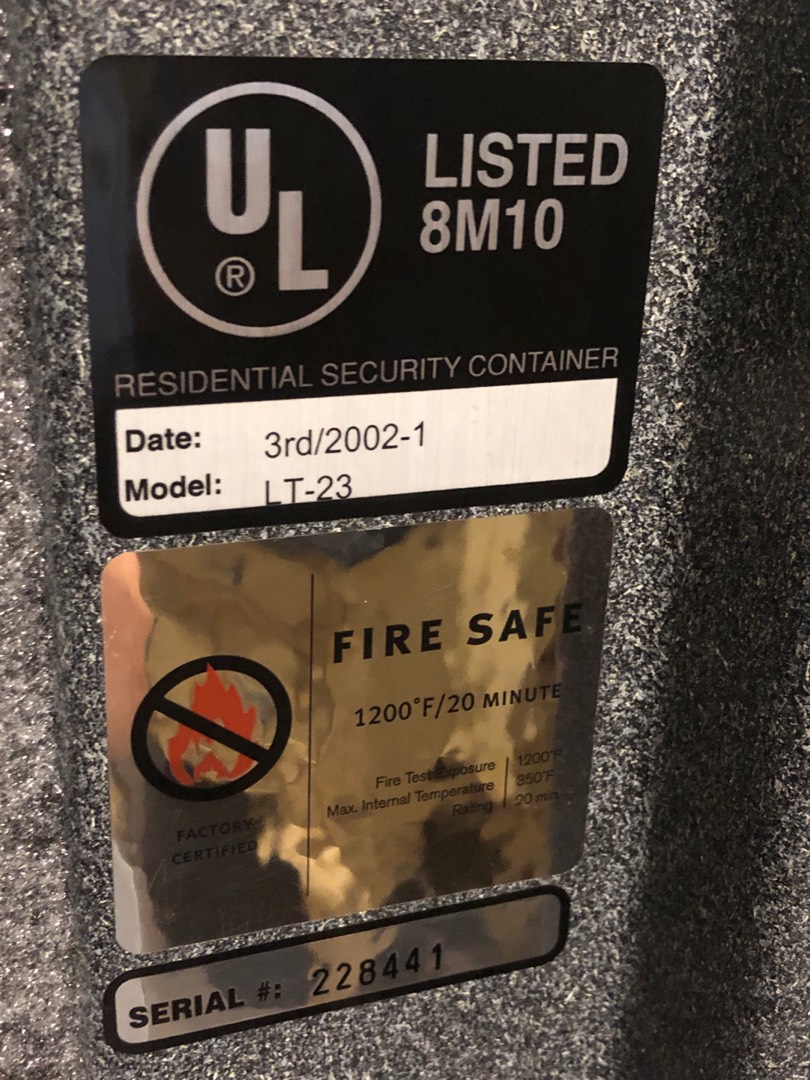 UL
®
LISTED
8M10
RESIDENTIAL SECURITY CONTAINER
Date: 3rd/2002-1
Model: LT-23
FIRE SAFE
1200°F/20 MINUTE
Fire Test Exposure 1200°F
Max. Internal Temperature 350°F
Rating 20 min.
FACTORY
CERTIFIED
SERIAL #: 228441